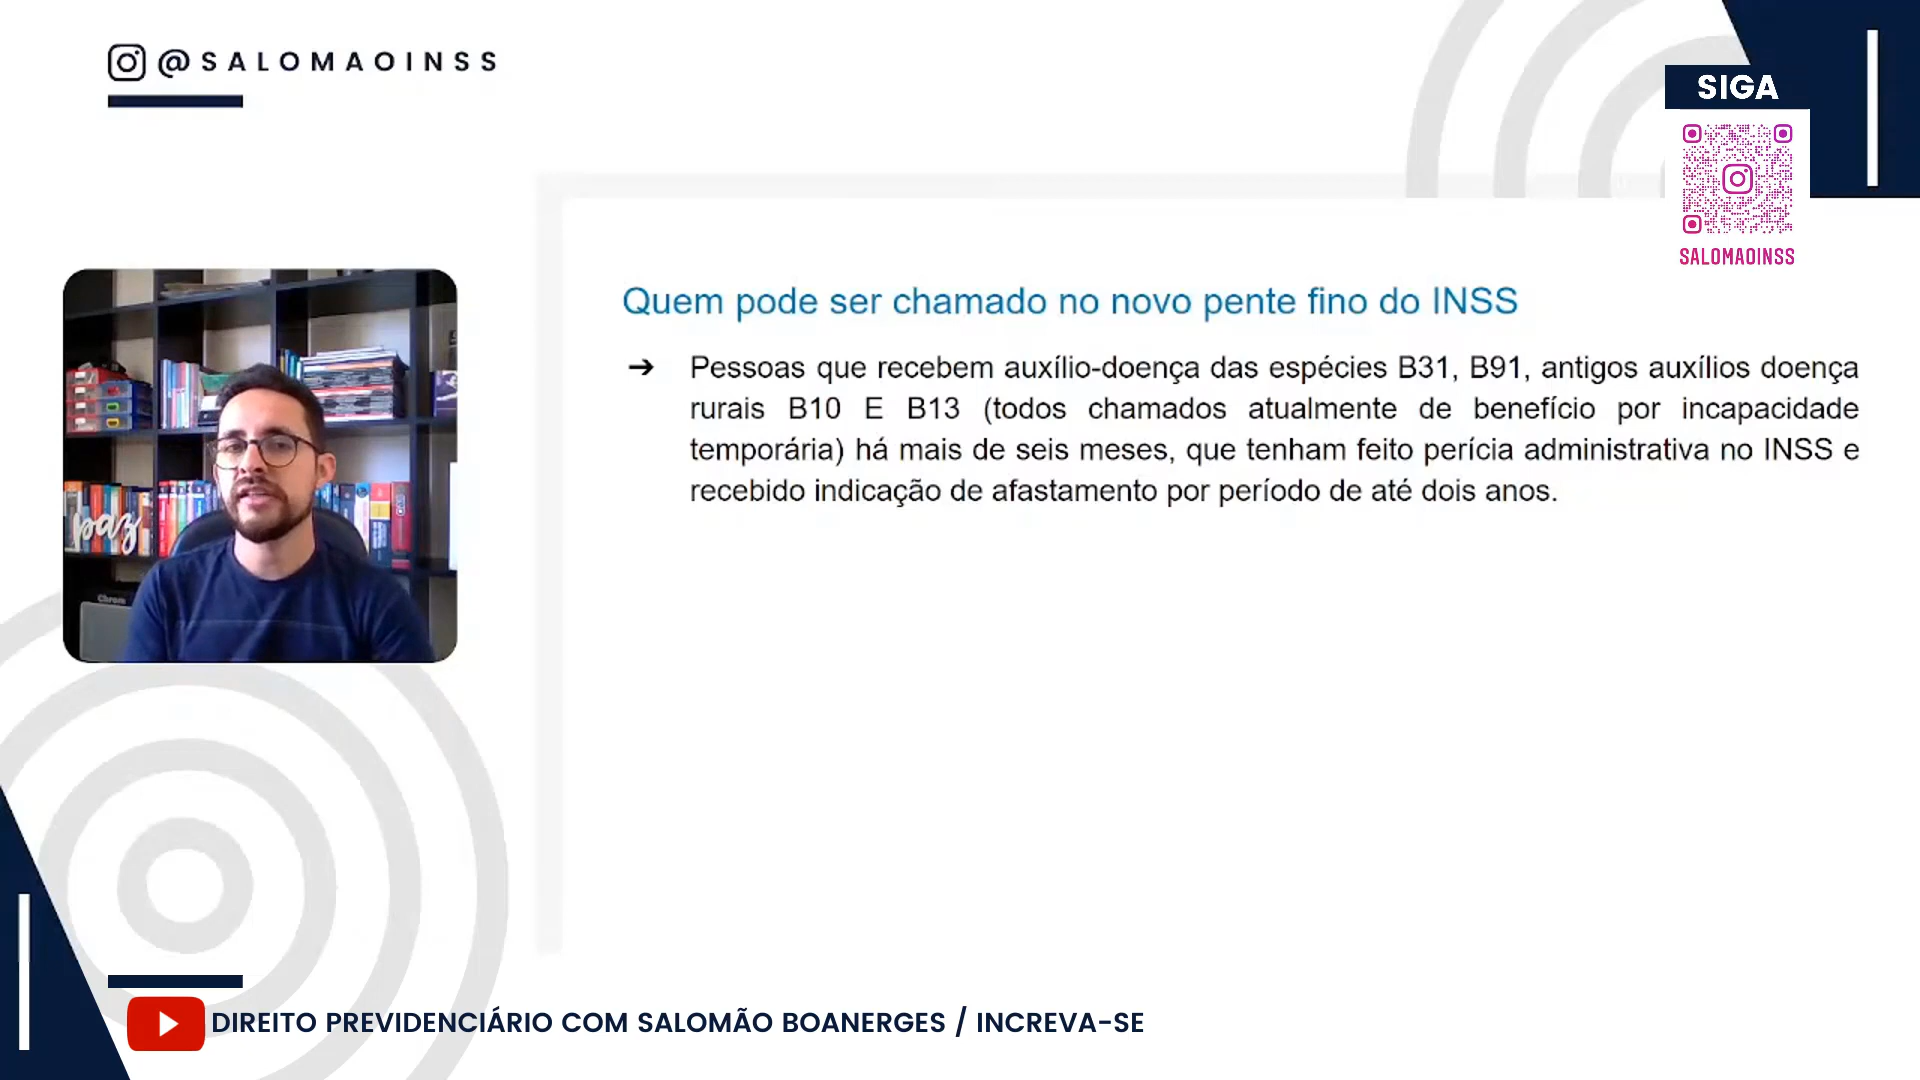 @SALOMAOINSS
SIGA
SALOMAOINSS
Quem pode ser chamado no novo pente fino do INSS
➔ Pessoas que recebem auxílio-doença das espécies B31, B91, antigos auxílios doença
rurais B10 E B13 (todos chamados atualmente de benefício por incapacidade
temporária) há mais de seis meses, que tenham feito perícia administrativa no INSS e
recebido indicação de afastamento por período de até dois anos.
paz
Chrom
DIREITO PREVIDENCIÁRIO COM SALOMÃO BOANERGES / INCREVA-SE